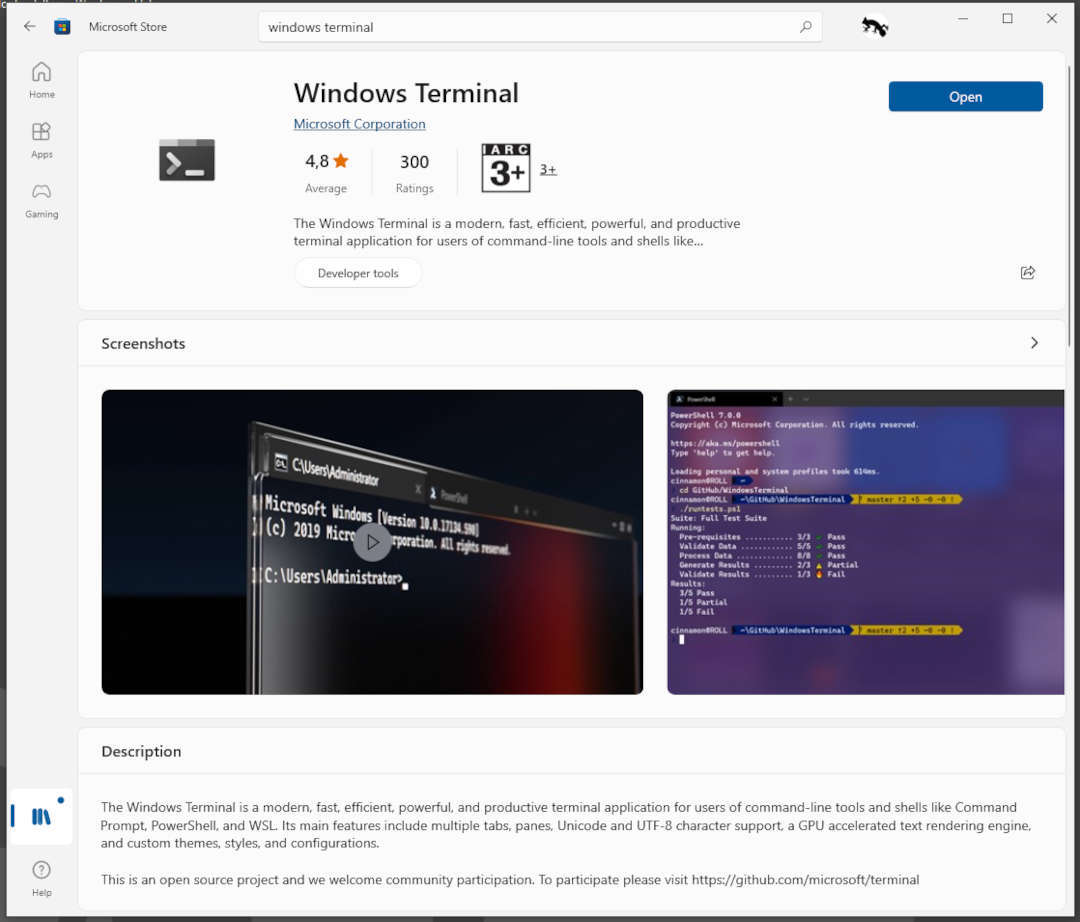 Microsoft Store
windows terminal
Home
Apps
Gaming
Windows Terminal
Microsoft Corporation
Open
4,8
Average
300
Ratings
IARC
3+
3+
The Windows Terminal is a modern, fast, efficient, powerful, and productive
terminal application for users of command-line tools and shells like...
Developer tools
Screenshots
C:\Users\Administrator
PowerShell
Microsoft Windows [Version 10.0.17134.590]
(c) 2019 Micro rporation. All rights reserved.
C:\Users\Administrator>
PowerShell
PowerShell 7.0.0
Copyright (c) Microsoft Corporation. All rights reserved.
https://aka.ms/powershell
Type 'help' to get help.
Loading personal and system profiles took 614ms.
cinnamon@ROLL ~
cd GitHub/WindowsTerminal
cinnamon@ROLL ~\GitHub\WindowsTerminal master
./runtests.ps1
Suite: Full Test Suite
Running:
Pre-requisites ........... 3/3 Pass
Validate Data ............ 5/5 Pass
Process Data ............. 8/8 Pass
Generate Results ......... 2/3 Partial
Validate Results ......... 1/3 Fail
Results:
3/5 Pass
1/5 Partial
1/5 Fail
cinnamon@ROLL ~\GitHub\WindowsTerminal master
Description
The Windows Terminal is a modern, fast, efficient, powerful, and productive terminal application for users of command-line tools and shells like Command
Prompt, PowerShell, and WSL. Its main features include multiple tabs, panes, Unicode and UTF-8 character support, a GPU accelerated text rendering engine,
and custom themes, styles, and configurations.
This is an open source project and we welcome community participation. To participate please visit https://github.com/microsoft/terminal
Help